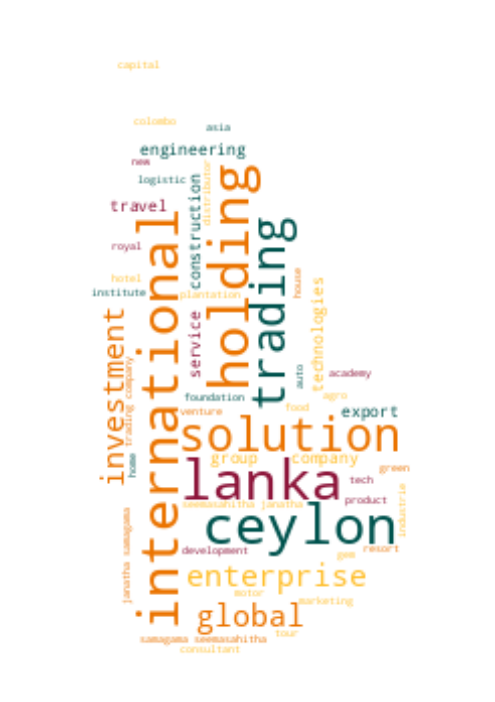 capital
colombo
asia
engineering
new
logistic
distributor
holding
construction
travel
international
trading
royal
hotel
institute
plantation
house
technologies
investment
service
trading company
auto
academy
foundation
agro
venture
food
export
solution
home
group
company
lanka
green
tech
product
industrie
seemasahitha janatha
ceylon
janatha samagama
development
gem
resort
enterprise
motor
marketing
global
tour
samagama seemasahitha
consultant